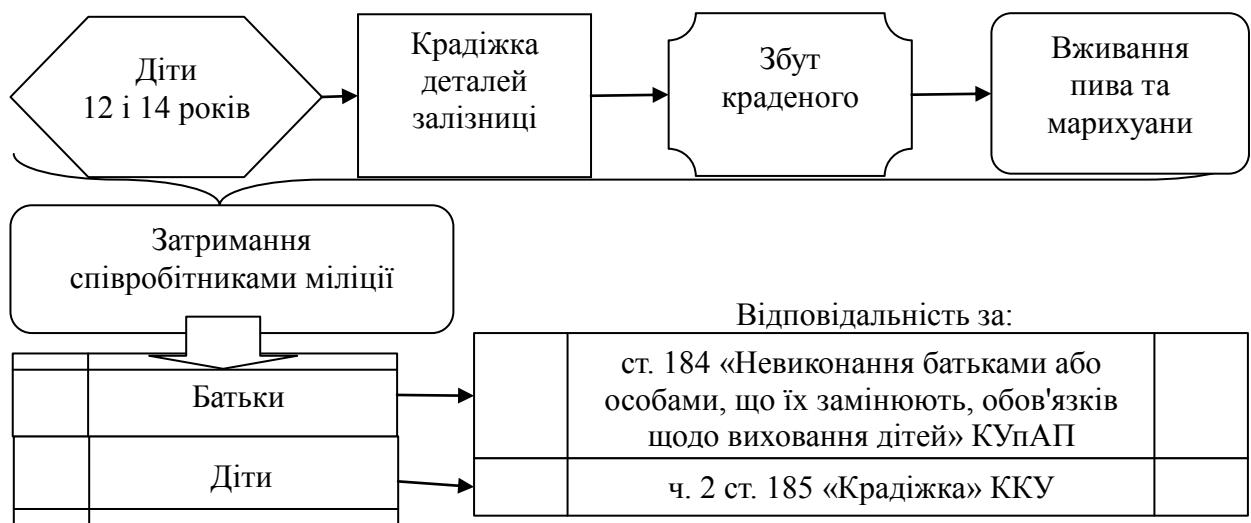 Діти
12 і 14 років
Крадіжка
деталей
залізниці
Збут
краденого
Вживання
пива та
марихуани
Затримання
співробітниками міліції
Відповідальність за:
Батьки
ст. 184 «Невиконання батьками або
особами, що їх замінюють, обов'язків
щодо виховання дітей» КУпАП
Діти
ч. 2 ст. 185 «Крадіжка» ККУ